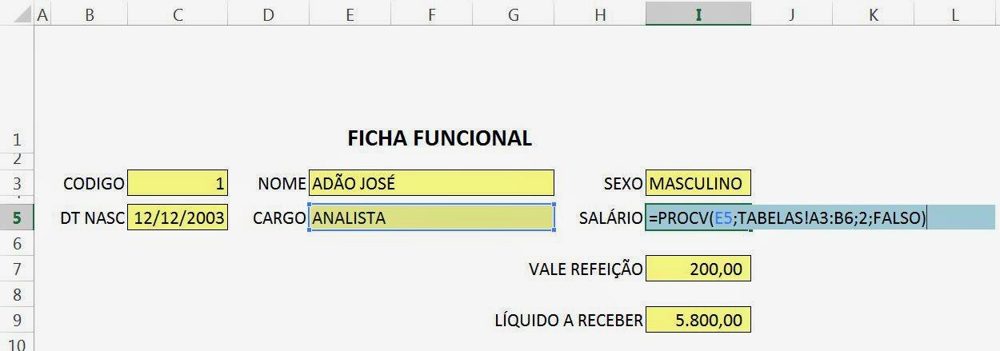 A B C D E F G H I J K L
1 FICHA FUNCIONAL
2
3 CODIGO 1 NOME ADÃO JOSÉ SEXO MASCULINO
5 DT NASC 12/12/2003 CARGO ANALISTA SALÁRIO =PROCV(E5;TABELAS!A3:B6;2;FALSO)
6
7 VALE REFEIÇÃO 200,00
8
9 LÍQUIDO A RECEBER 5.800,00
10